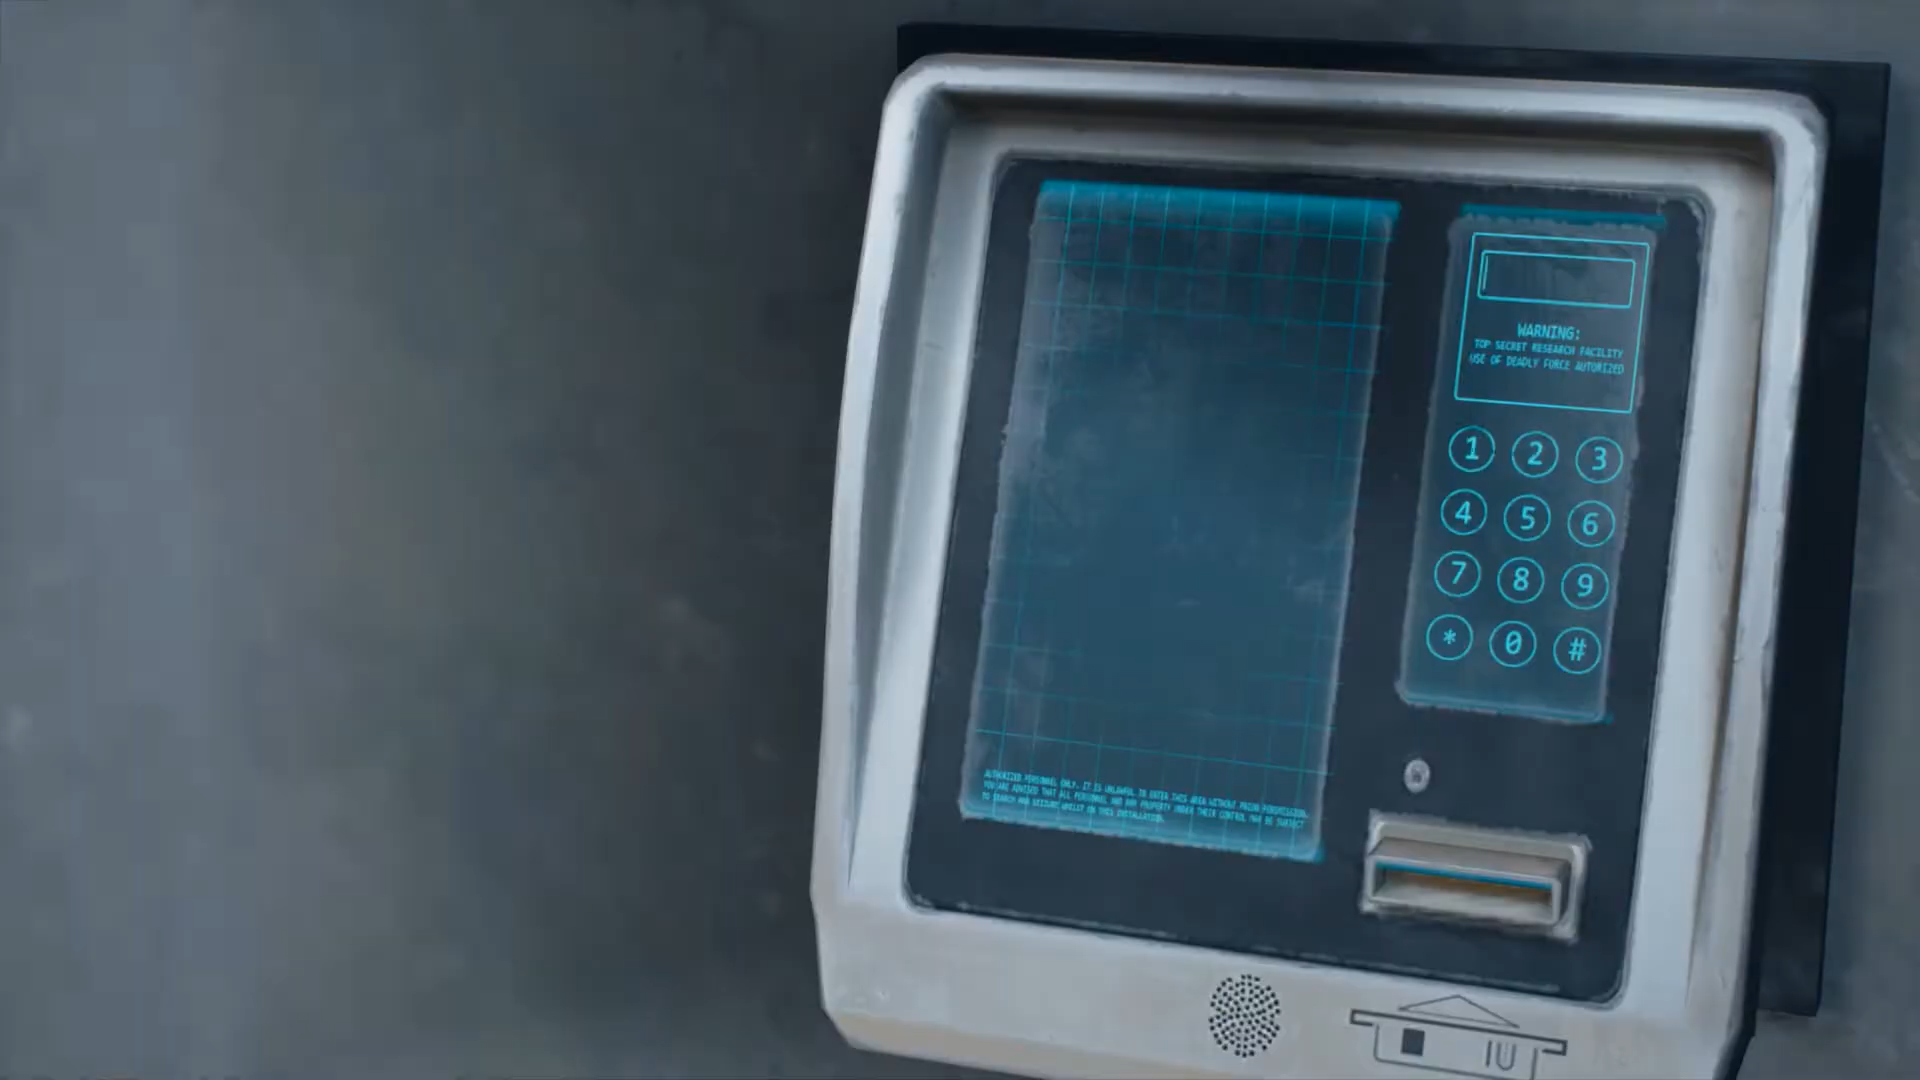 WARNING:
TOP SECRET RESEARCH FACILITY
USE OF DEADLY FORCE AUTORIZED
1 2 3
4 5 6
7 8 9
* 0 #
AUTHORIZED PERSONNEL ONLY. IT IS UNLAWFUL TO ENTER THIS AREA WITHOUT PRIOR PERMISSION.
YOU ARE ADVISED THAT ALL PERSONNEL AND ANY PROPERTY UNDER THEIR CONTROL MAY BE SUBJECT
TO SEARCH AND SEIZURE WHILST ON THIS INSTALLATION.